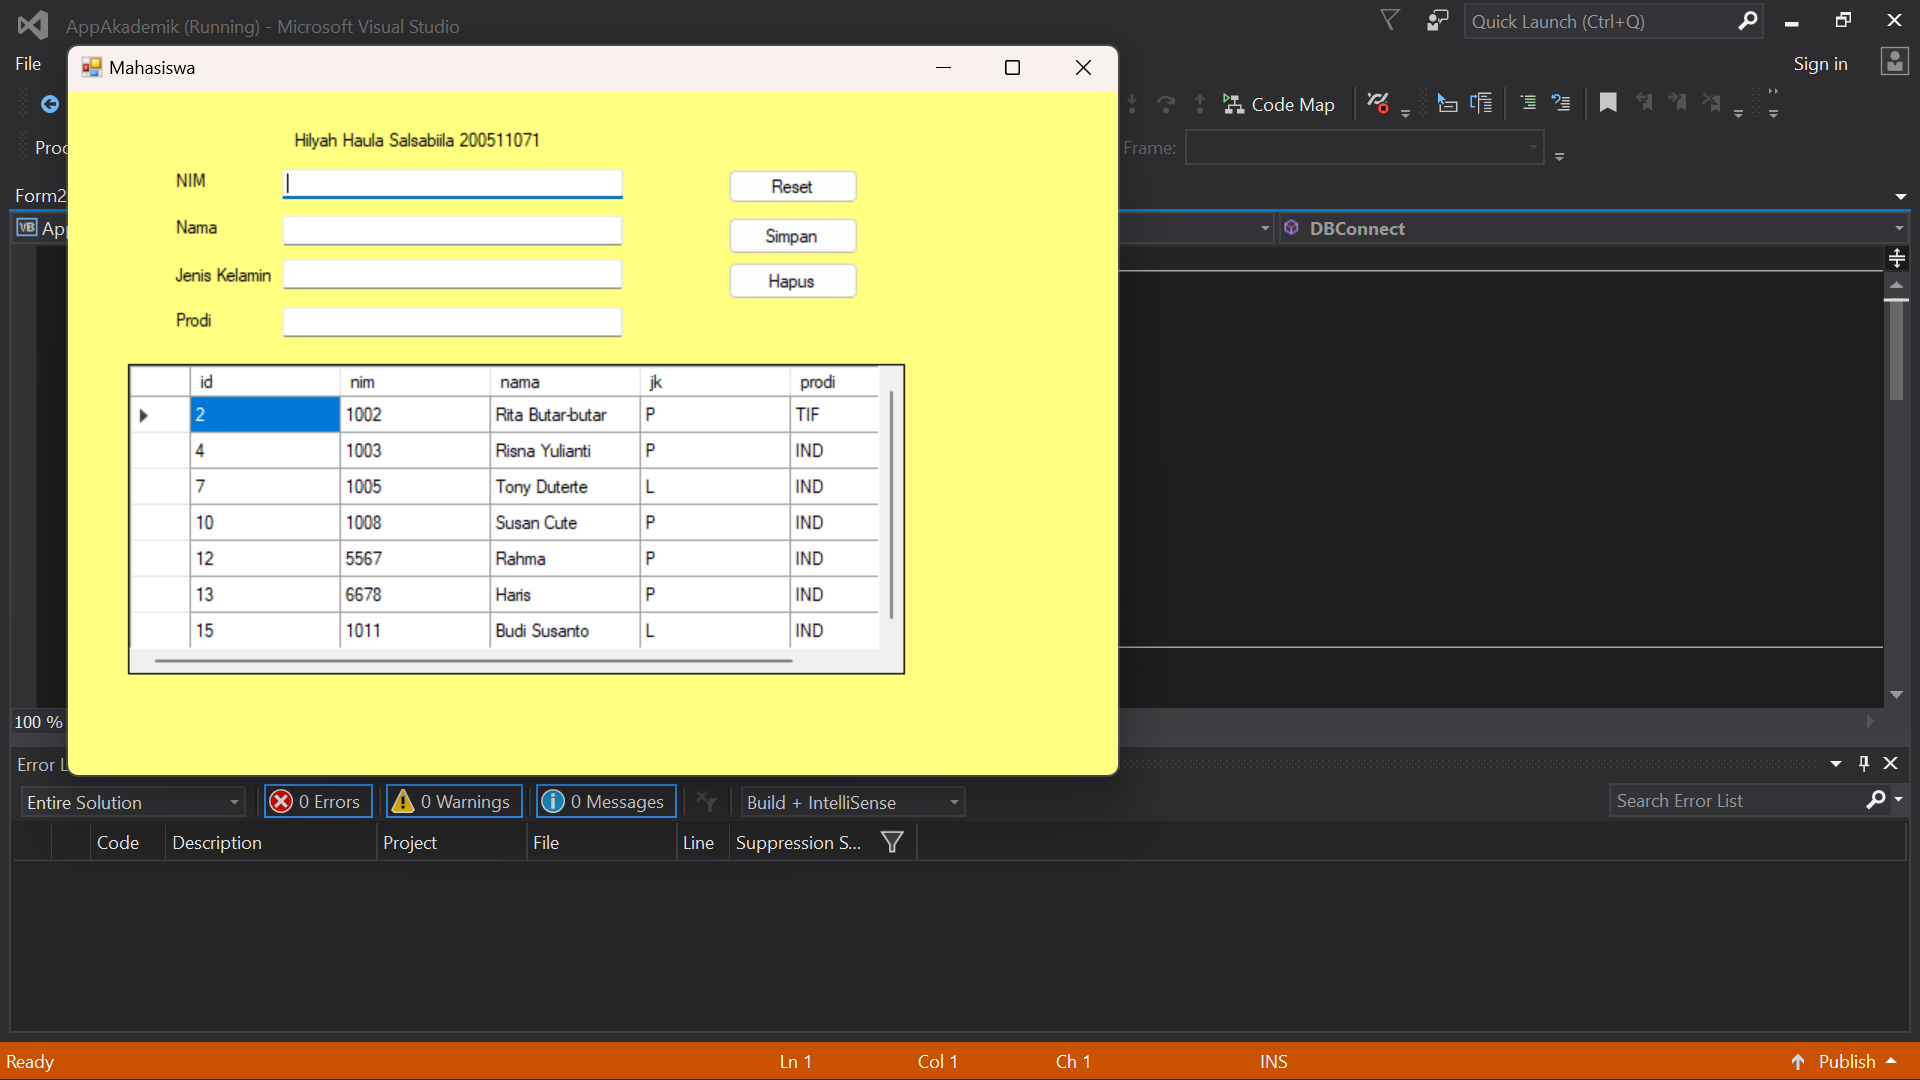 AppAkademik (Running) - Microsoft Visual Studio
Quick Launch (Ctrl+Q)
File
Mahasiswa
Sign in
Code Map
Proc
Frame:
Hilyah Haula Salsabiila 200511071
NIM
Reset
Form2
Nama
Simpan
VB App
DBConnect
Jenis Kelamin
Hapus
Prodi
id nim nama jk prodi
2 1002 Rita Butar-butar P TIF
4 1003 Risna Yulianti P IND
7 1005 Tony Duterte L IND
10 1008 Susan Cute P IND
12 5567 Rahma P IND
13 6678 Haris P IND
15 1011 Budi Susanto L IND
100 %
Error L
Entire Solution
0 Errors
0 Warnings
0 Messages
Build + IntelliSense
Search Error List
Code Description Project File Line Suppression S...
Ready Ln 1 Col 1 Ch 1 INS Publish